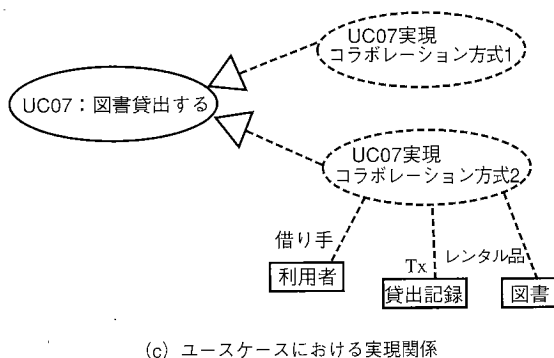 UC07実現
コラボレーション方式1
UC07：図書貸出する
UC07実現
コラボレーション方式2
借り手
Tx
レンタル品
利用者
貸出記録
図書
(c) ユースケースにおける実現関係